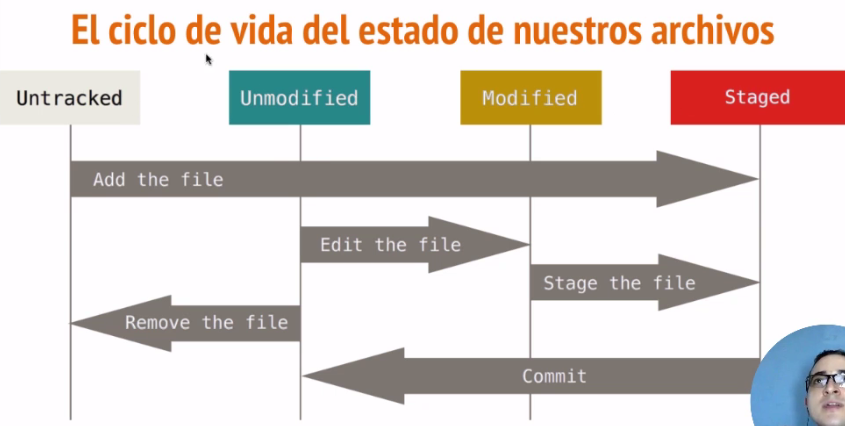 El ciclo de vida del estado de nuestros archivos
Untracked
Unmodified
Modified
Staged
Add the file
Edit the file
Stage the file
Remove the file
Commit